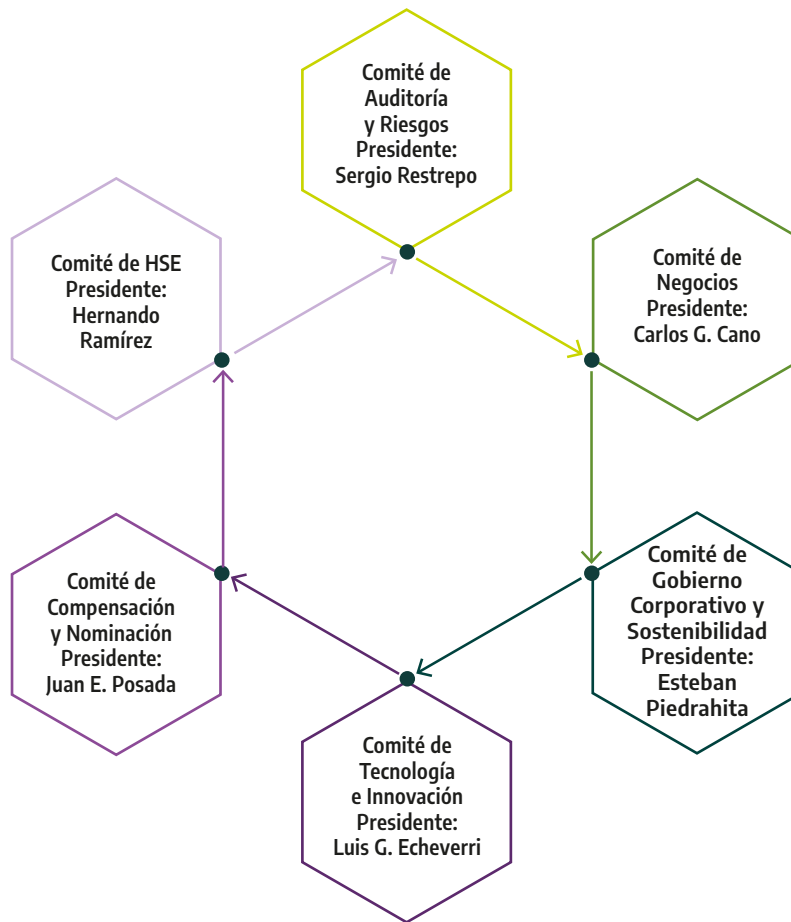 Comité de
Auditoría
y Riesgos
Presidente:
Sergio Restrepo
Comité de
Negocios
Presidente:
Carlos G. Cano
Comité de
Gobierno
Corporativo y
Sostenibilidad
Presidente:
Esteban
Piedrahita
Comité de
Tecnología
e Innovación
Presidente:
Luis G. Echeverri
Comité de
Compensación
y Nominación
Presidente:
Juan E. Posada
Comité de HSE
Presidente:
Hernando
Ramírez